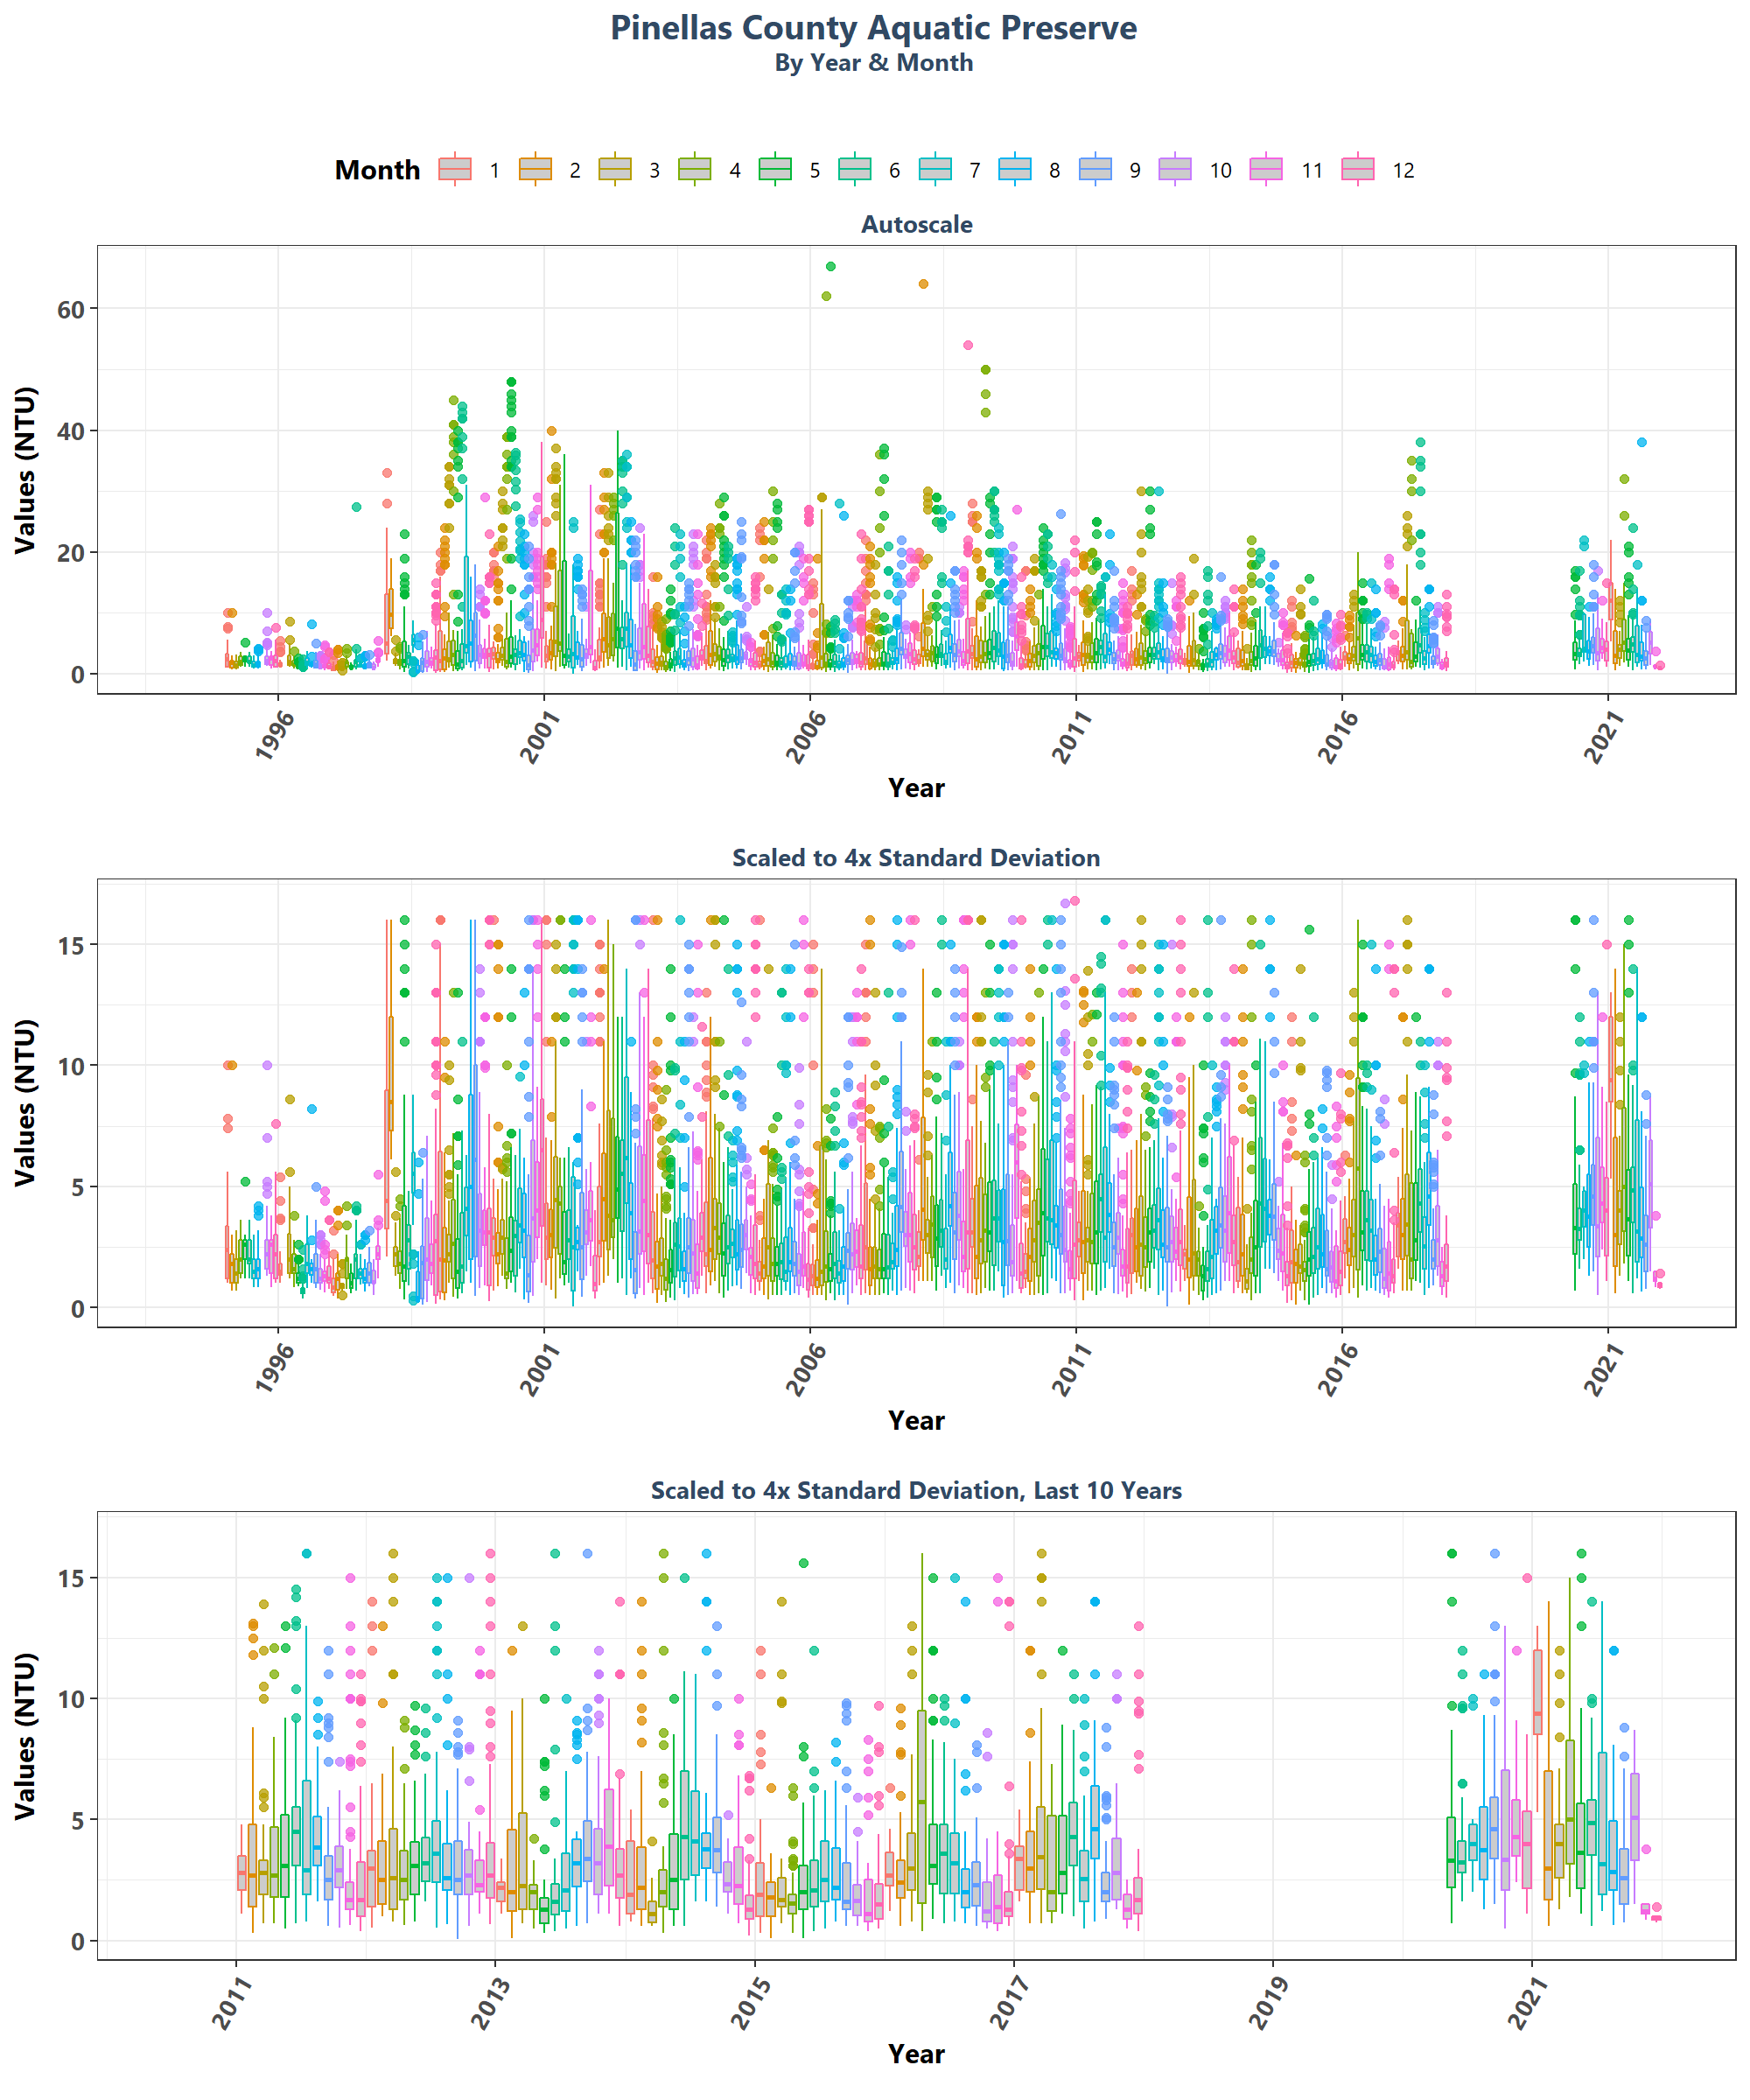 Pinellas County Aquatic Preserve
By Year & Month
Month 1 2 3 4 5 6 7 8 9 10 11 12
Autoscale
Values (NTU)
60
40
20
0
1996 2001 2006 2011 2016 2021
Year
Scaled to 4x Standard Deviation
Values (NTU)
15
10
5
0
1996 2001 2006 2011 2016 2021
Year
Scaled to 4x Standard Deviation, Last 10 Years
Values (NTU)
15
10
5
0
2011 2013 2015 2017 2019 2021
Year